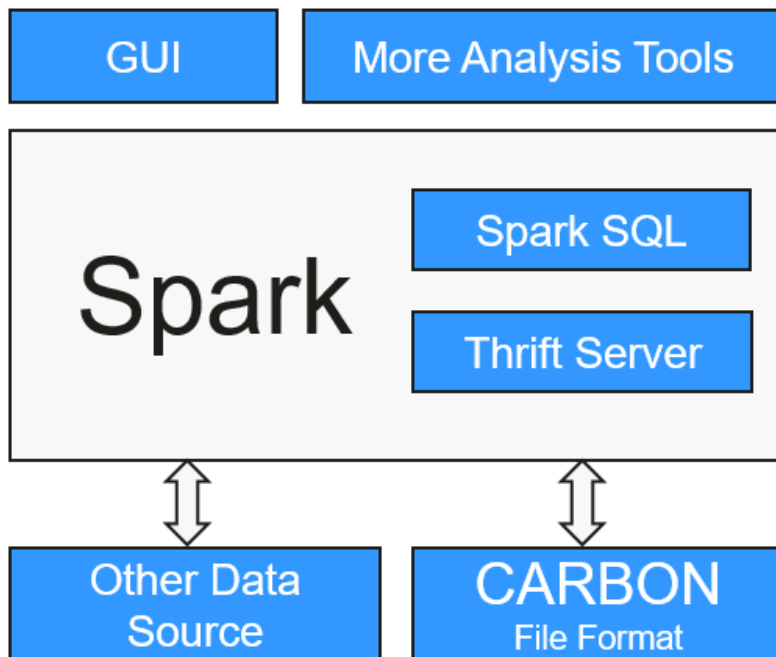 GUI
More Analysis Tools
Spark
Spark SQL
Thrift Server
Other Data
Source
CARBON
File Format